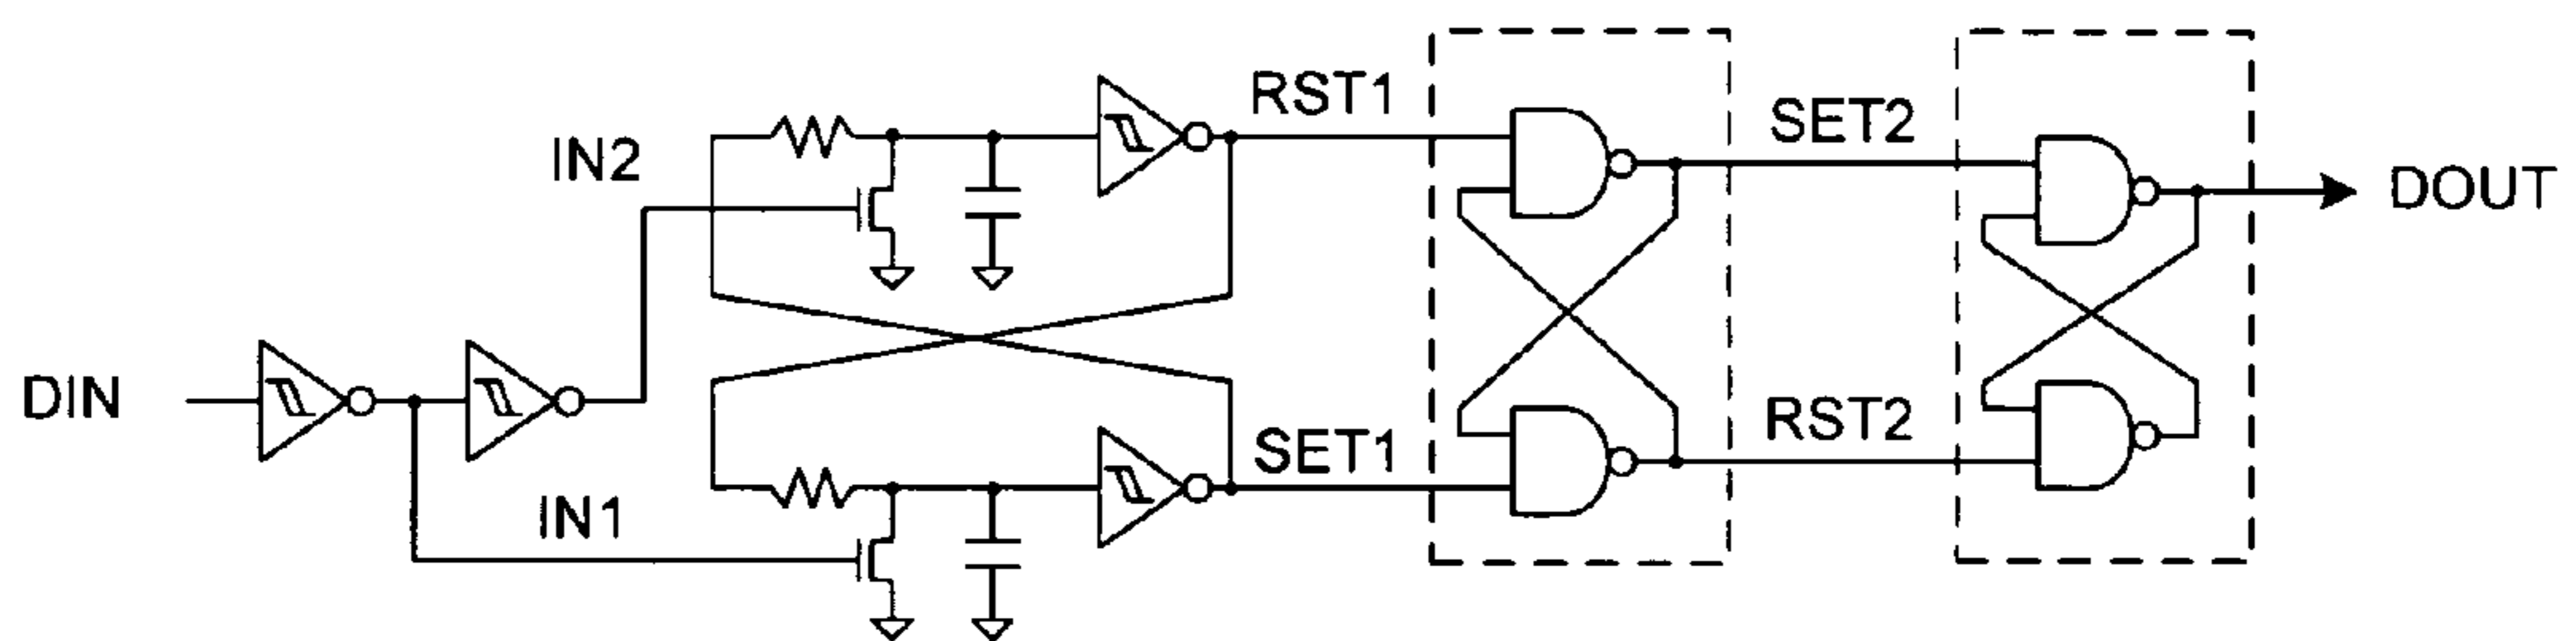 RST1
SET2
IN2
DOUT
DIN
SET1
RST2
IN1